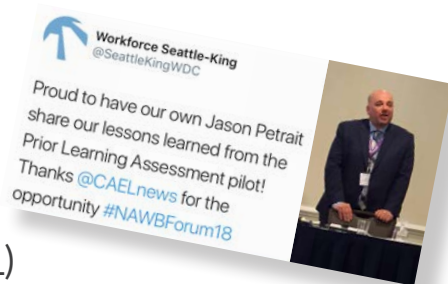 Workforce Seattle-King
@SeattleKingWDC
Proud to have our own Jason Petrait
share our lessons learned from the
Prior Learning Assessment pilot!
Thanks @CAELnews for the
opportunity #NAWBForum18
)